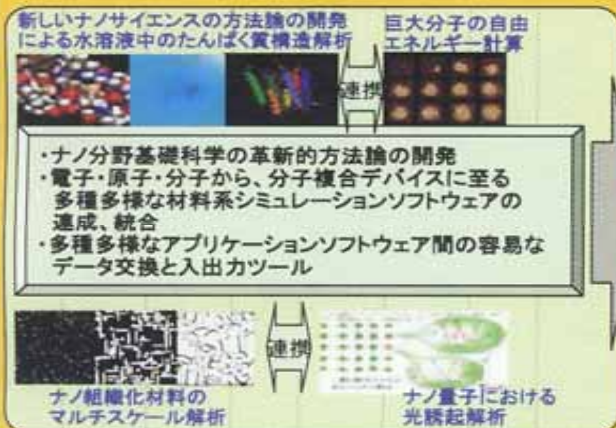 新しいナノサイエンスの方法論の開発
による水溶液中のたんぱく質構造解析
巨大分子の自由
エネルギー計算
連携
・ナノ分野基礎科学の革新的方法論の開発
・電子・原子・分子から、分子複合デバイスに至る
多種多様な材料系シミュレーションソフトウェアの
連成、統合
・多種多様なアプリケーションソフトウェア間の容易な
データ交換と入出力ツール
連携
ナノ組織化材料の
マルチスケール解析
ナノ量子における
光誘起解析